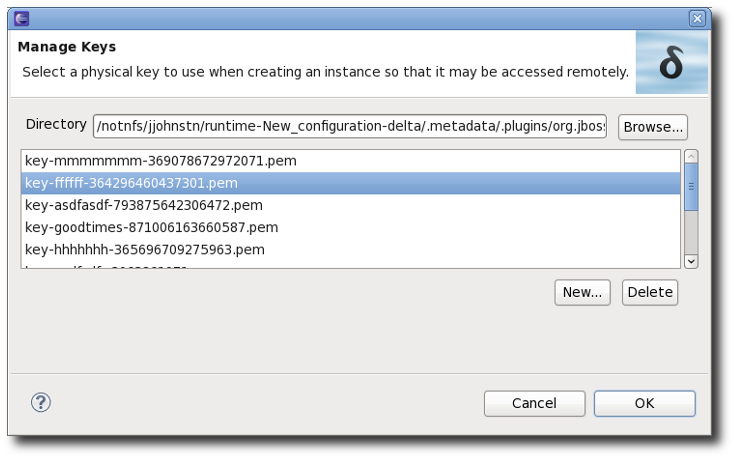 Manage Keys
Select a physical key to use when creating an instance so that it may be accessed remotely.
δ
Directory /notnfs/jjohnstn/runtime-New_configuration-delta/.metadata/.plugins/org.jboss Browse...
key-mmmmmmm-369078672972071.pem
key-ffffff-364296460437301.pem
key-asdfasdf-793875642306472.pem
key-goodtimes-871006163660587.pem
key-hhhhhhh-365696709275963.pem
New... Delete
? Cancel OK